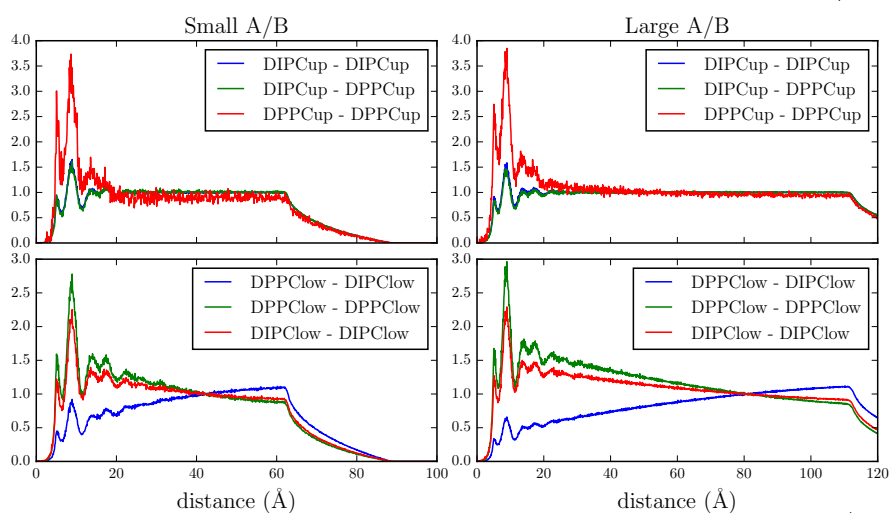 Small A/B
Large A/B
4.0
3.5
3.0
2.5
2.0
1.5
1.0
0.5
0.0
DIPCup - DIPCup
DIPCup - DPPCup
DPPCup - DPPCup
4.0
3.5
3.0
2.5
2.0
1.5
1.0
0.5
0.0
DIPCup - DIPCup
DIPCup - DPPCup
DPPCup - DPPCup
3.0
2.5
2.0
1.5
1.0
0.5
0.0
DPPClow - DIPClow
DPPClow - DPPClow
DIPClow - DIPClow
0 20 40 60 80 100
distance (Å)
3.0
2.5
2.0
1.5
1.0
0.5
0.0
DPPClow - DIPClow
DPPClow - DPPClow
DIPClow - DIPClow
0 20 40 60 80 100 120
distance (Å)